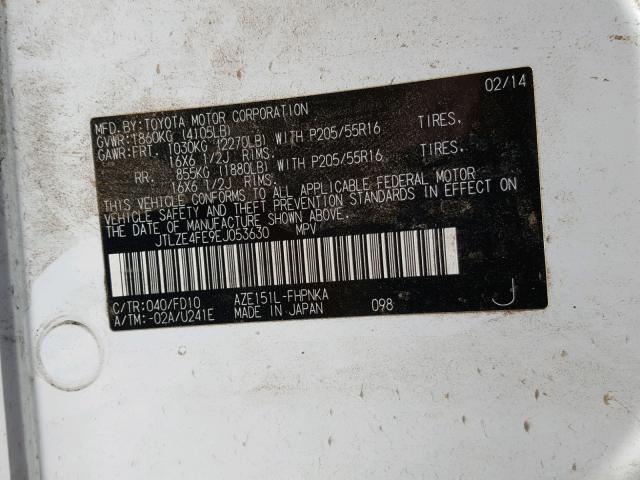 02/14
MFD.BY:TOYOTA MOTOR CORPORATION
GVWR:1860KG (4105LB)
GAWR:FRT. 1030KG (2270LB) WITH P205/55R16 TIRES.
16X6 1/2J RIMS.
RR. 855KG (1880LB) WITH P205/55R16 TIRES.
16X6 1/2J RIMS.
THIS VEHICLE CONFORMS TO ALL APPLICABLE FEDERAL MOTOR
VEHICLE SAFETY AND THEFT PREVENTION STANDARDS IN EFFECT ON
THE DATE OF MANUFACTURE SHOWN ABOVE.
JTLZE4FE9EJ053630 MPV
C/TR:040/FD10 AZE151L-FHPNKA
A/TM:-02A/U241E MADE IN JAPAN 098 J